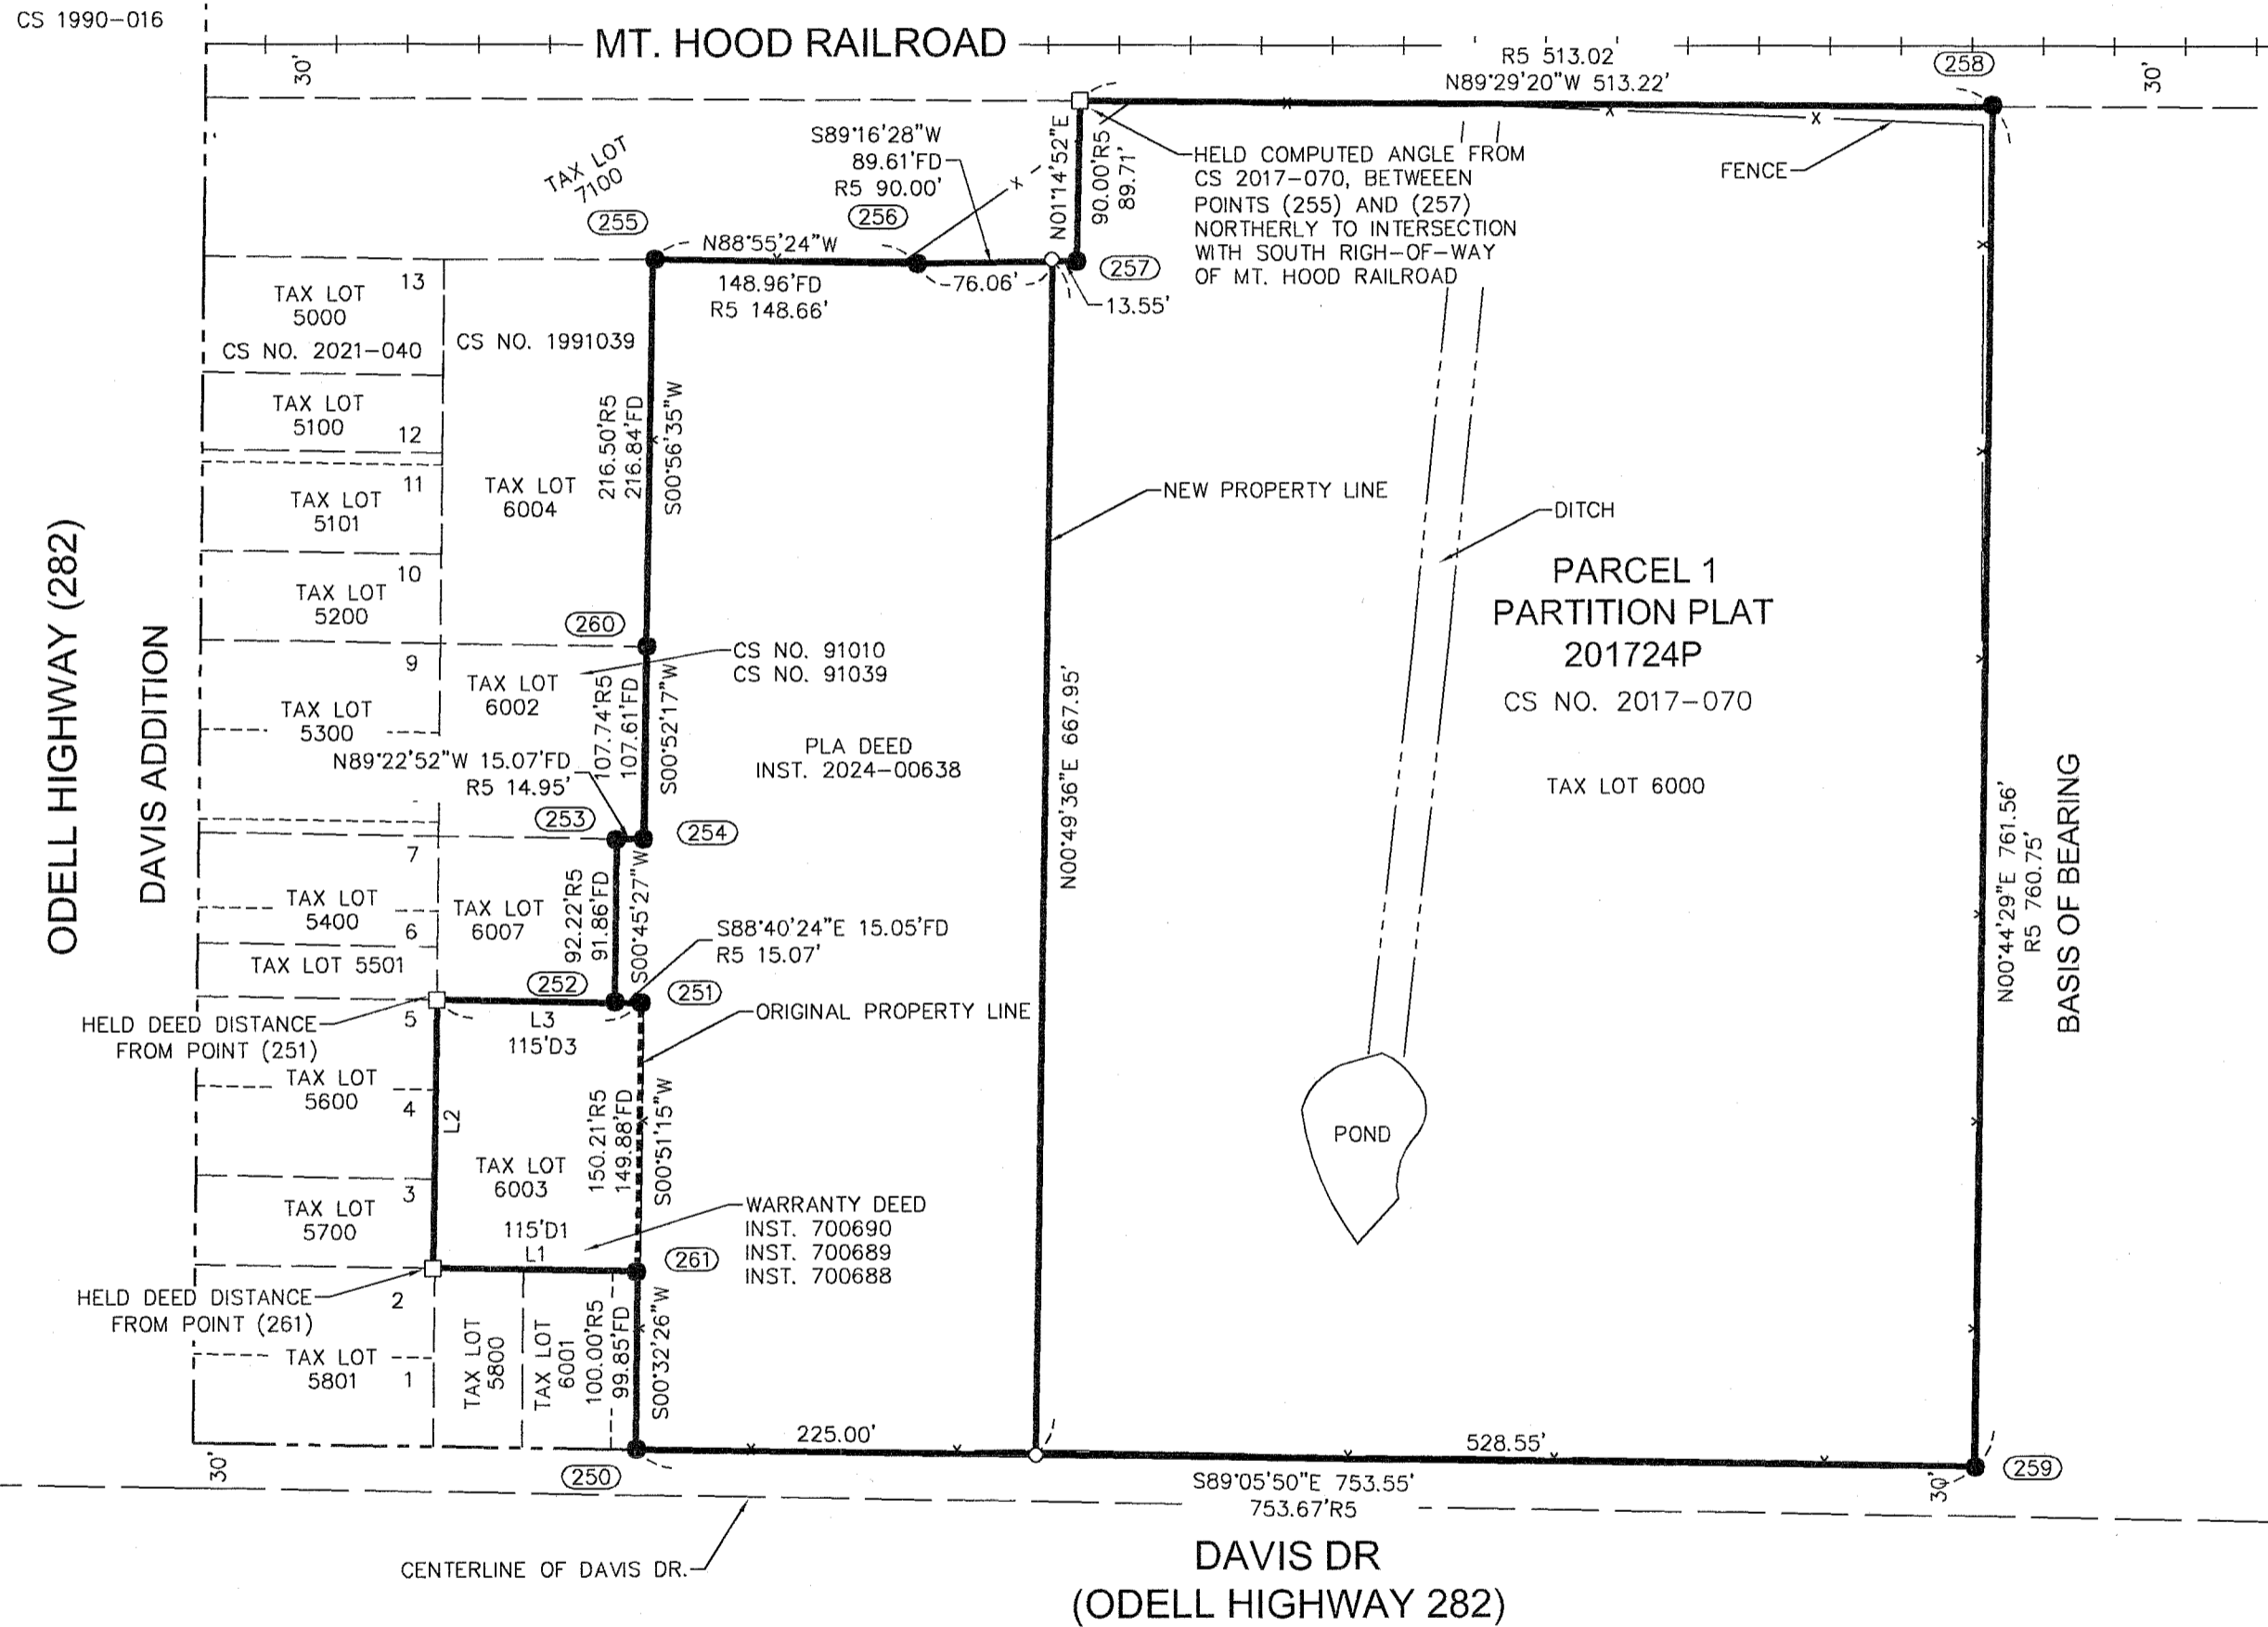 CS 1990-016
MT. HOOD RAILROAD
30'
R5 513.02
N89°29'20"W 513.22'
258
30'
TAX LOT
7100
S89°16'28"W
89.61'FD
R5 90.00'
255
256
N88°55'24"W
148.96'FD
R5 148.66'
76.06'
N01°14'52"E
90.00'R5
89.71'
257
13.55'
HELD COMPUTED ANGLE FROM
CS 2017-070, BETWEEEN
POINTS (255) AND (257)
NORTHERLY TO INTERSECTION
WITH SOUTH RIGH-OF-WAY
OF MT. HOOD RAILROAD
FENCE
13
TAX LOT
5000
CS NO. 2021-040
CS NO. 1991039
TAX LOT
5100
12
11
TAX LOT
5101
TAX LOT
6004
216.50'R5
216.84'FD
S00°56'35"W
10
TAX LOT
5200
NEW PROPERTY LINE
DITCH
PARCEL 1
PARTITION PLAT
201724P
CS NO. 2017-070
TAX LOT 6000
ODELL HIGHWAY (282)
DAVIS ADDITION
260
9
TAX LOT
6002
CS NO. 91010
CS NO. 91039
TAX LOT
5300
107.74'R5
107.61'FD
S00°52'17"W
N89°22'52"W 15.07'FD
R5 14.95'
PLA DEED
INST. 2024-00638
N00°49'36"E 667.95'
N00°44'29"E 761.56'
R5 760.75'
BASIS OF BEARING
253
254
7
TAX LOT
5400
6
TAX LOT
6007
92.22'R5
91.86'FD
S00°45'27"W
S88°40'24"E 15.05'FD
R5 15.07'
TAX LOT 5501
252
251
HELD DEED DISTANCE
FROM POINT (251)
5
L3
115'D3
ORIGINAL PROPERTY LINE
TAX LOT
5600
4
L2
150.21'R5
149.88'FD
S00°51'15"W
POND
TAX LOT
6003
3
TAX LOT
5700
115'D1
L1
WARRANTY DEED
INST. 700690
INST. 700689
INST. 700688
261
HELD DEED DISTANCE
FROM POINT (261)
2
TAX LOT
5801
1
TAX LOT
5800
TAX LOT
6001
100.00'R5
99.85'FD
S00°32'26"W
225.00'
528.55'
30'
250
S89°05'50"E 753.55'
753.67'R5
30'
259
CENTERLINE OF DAVIS DR.
DAVIS DR
(ODELL HIGHWAY 282)